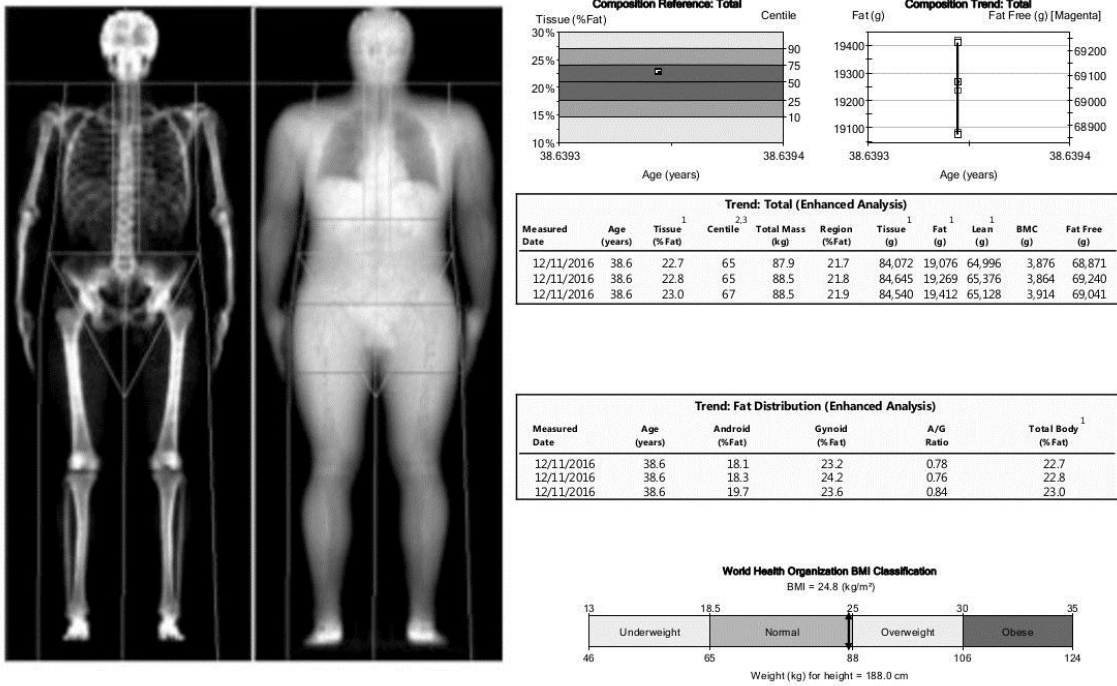 Composition Reference: Total
Tissue (%Fat) Centile
30%
25%
20%
15%
10%
90
75
50
25
10
38.6393 38.6394
Age (years)
Composition Trend: Total
Fat (g) Fat Free (g) [Magenta]
19400
19300
19200
19100
69200
69100
69000
68900
38.6393 38.6394
Age (years)
Trend: Total (Enhanced Analysis)
1 2,3 1 1 1
Measured Age Tissue Centile Total Mass Region Tissue Fat Lean BMC Fat Free
Date (years) (%Fat) (kg) (%Fat) (g) (g) (g) (g) (g)
12/11/2016 38.6 22.7 65 87.9 21.7 84,072 19,076 64,996 3,876 68,871
12/11/2016 38.6 22.8 65 88.5 21.8 84,645 19,269 65,376 3,864 69,240
12/11/2016 38.6 23.0 67 88.5 21.9 84,540 19,412 65,128 3,914 69,041
Trend: Fat Distribution (Enhanced Analysis)
Measured Age Android Gynoid A/G Total Body 1
Date (years) (%Fat) (%Fat) Ratio (%Fat)
12/11/2016 38.6 18.1 23.2 0.78 22.7
12/11/2016 38.6 18.3 24.2 0.76 22.8
12/11/2016 38.6 19.7 23.6 0.84 23.0
World Health Organization BMI Classification
BMI = 24.8 (kg/m²)
13 18.5 25 30 35
Underweight Normal Overweight Obese
46 65 88 106 124
Weight (kg) for height = 188.0 cm